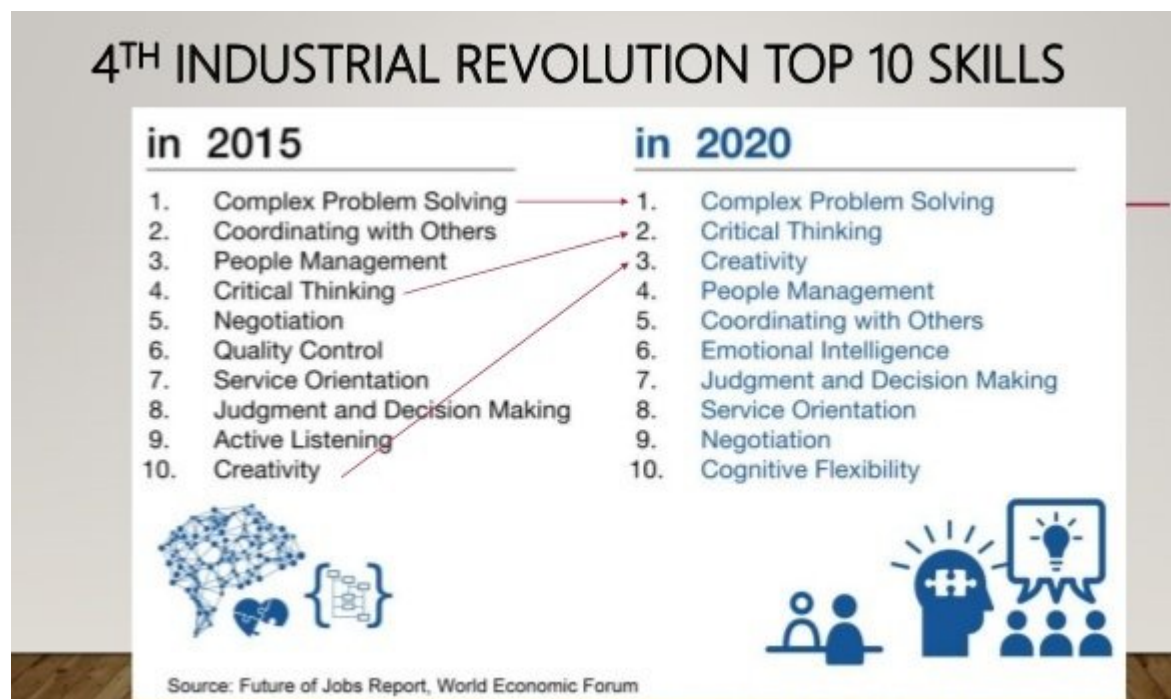 4TH INDUSTRIAL REVOLUTION TOP 10 SKILLS
in 2015
1. Complex Problem Solving
2. Coordinating with Others
3. People Management
4. Critical Thinking
5. Negotiation
6. Quality Control
7. Service Orientation
8. Judgment and Decision Making
9. Active Listening
10. Creativity
in 2020
1. Complex Problem Solving
2. Critical Thinking
3. Creativity
4. People Management
5. Coordinating with Others
6. Emotional Intelligence
7. Judgment and Decision Making
8. Service Orientation
9. Negotiation
10. Cognitive Flexibility
Source: Future of Jobs Report, World Economic Forum